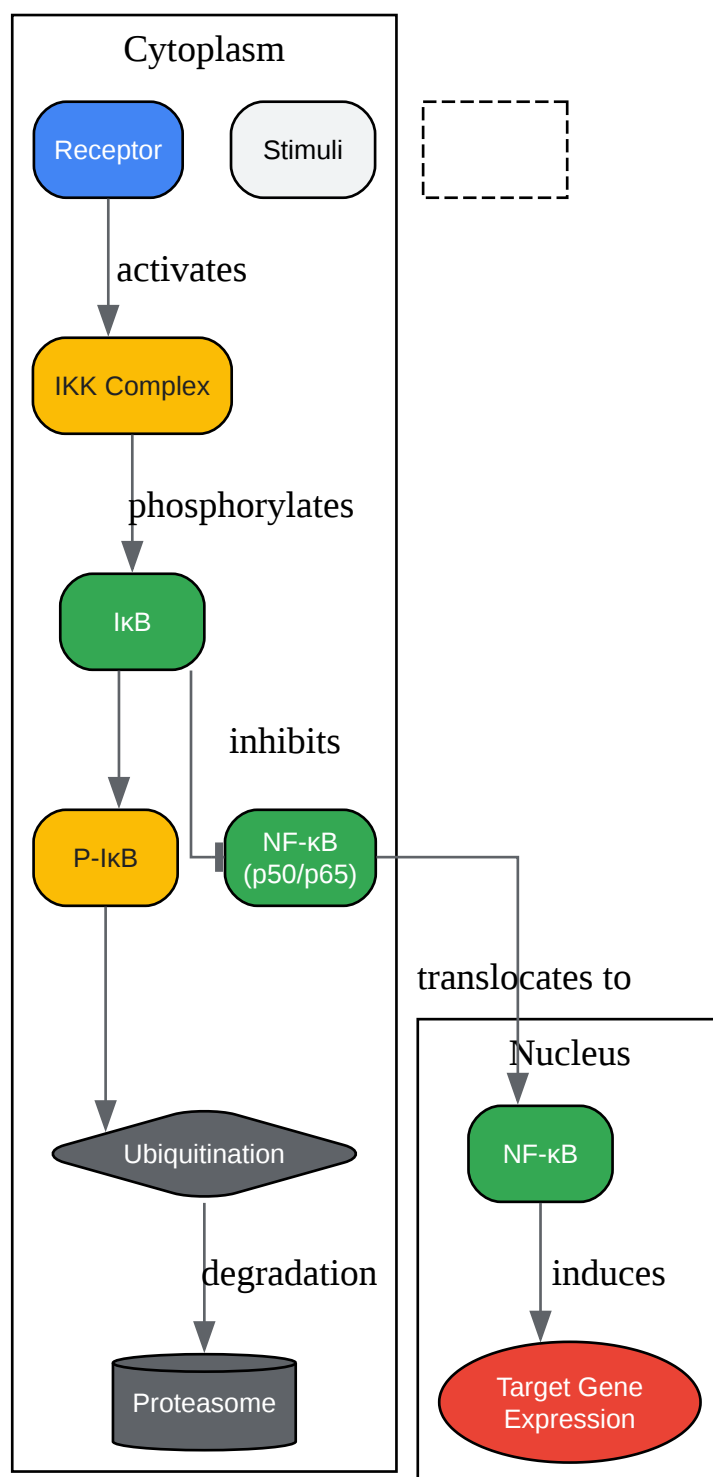 Cytoplasm
Receptor
Stimuli
activates
IKK Complex
phosphorylates
IκB
inhibits
P-IκB
NF-κB
(p50/p65)
translocates to
Nucleus
Ubiquitination
NF-κB
degradation
induces
Proteasome
Target Gene
Expression